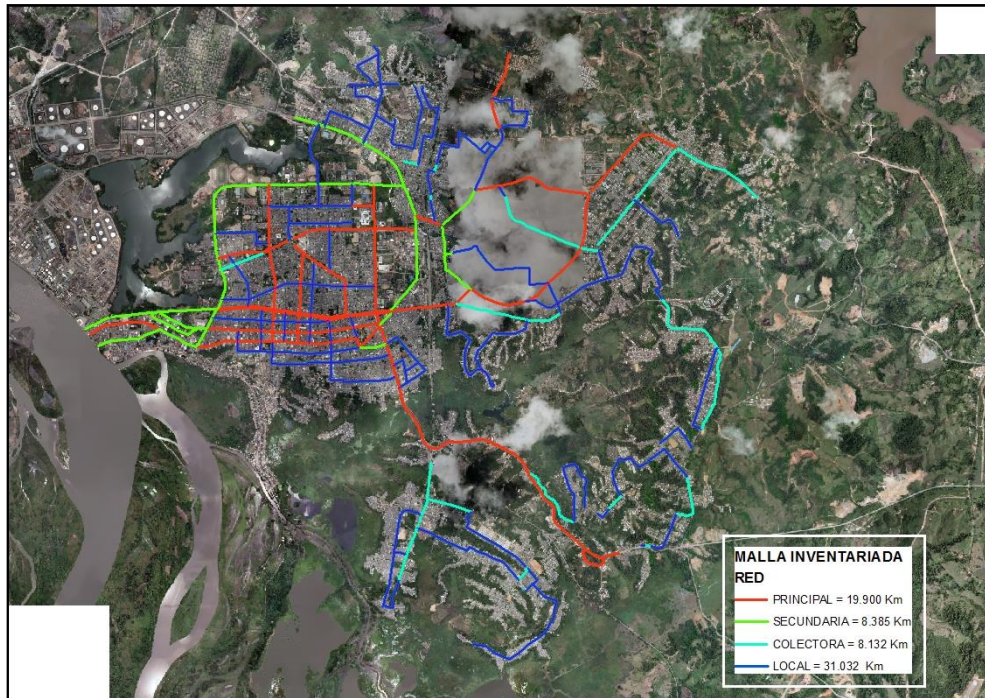 MALLA INVENTARIADA
RED
PRINCIPAL = 19.900 Km
SECUNDARIA = 8.385 Km
COLECTORA = 8.132 Km
LOCAL = 31.032 Km